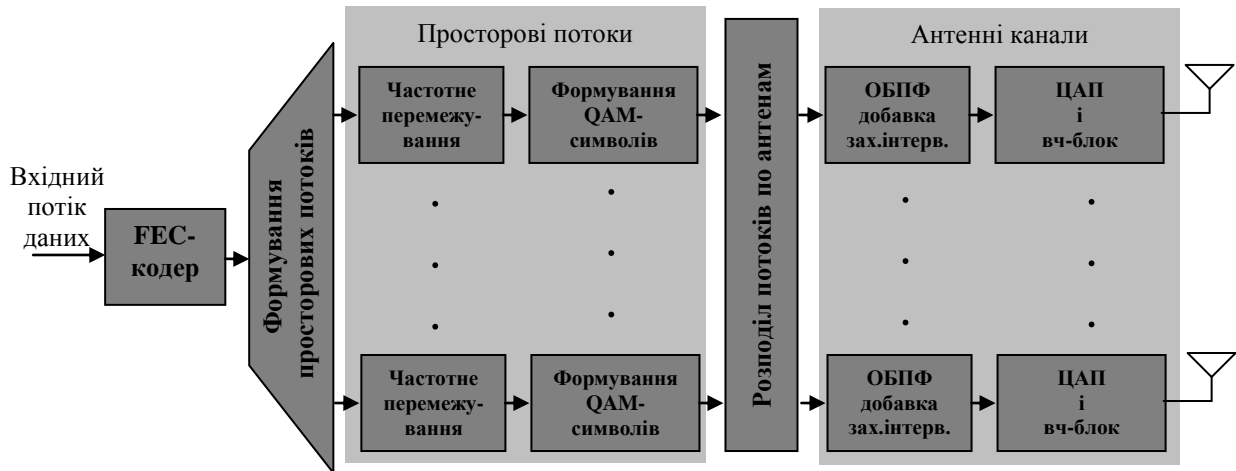 Просторові потоки
Антенні канали
Вхідний
потік
даних
FEC-
кодер
Формування
просторових потоків
Частотне
перемежу-
вання
Формування
QAM-
символів
Розподіл потоків по антенам
ОБПФ
добавка
зах.інтерв.
ЦАП
і
вч-блок
Частотне
перемежу-
вання
Формування
QAM-
символів
ОБПФ
добавка
зах.інтерв.
ЦАП
і
вч-блок